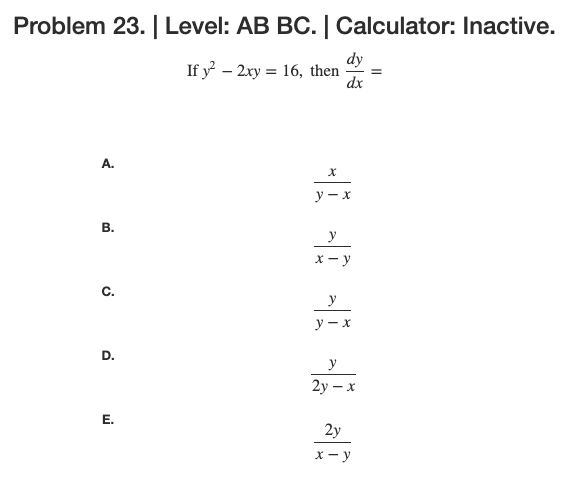 Problem 23. | Level: AB BC. | Calculator: Inactive.
If y² − 2xy = 16, then dy/dx =
A. x/(y − x)
B. y/(x − y)
C. y/(y − x)
D. y/(2y − x)
E. 2y/(x − y)